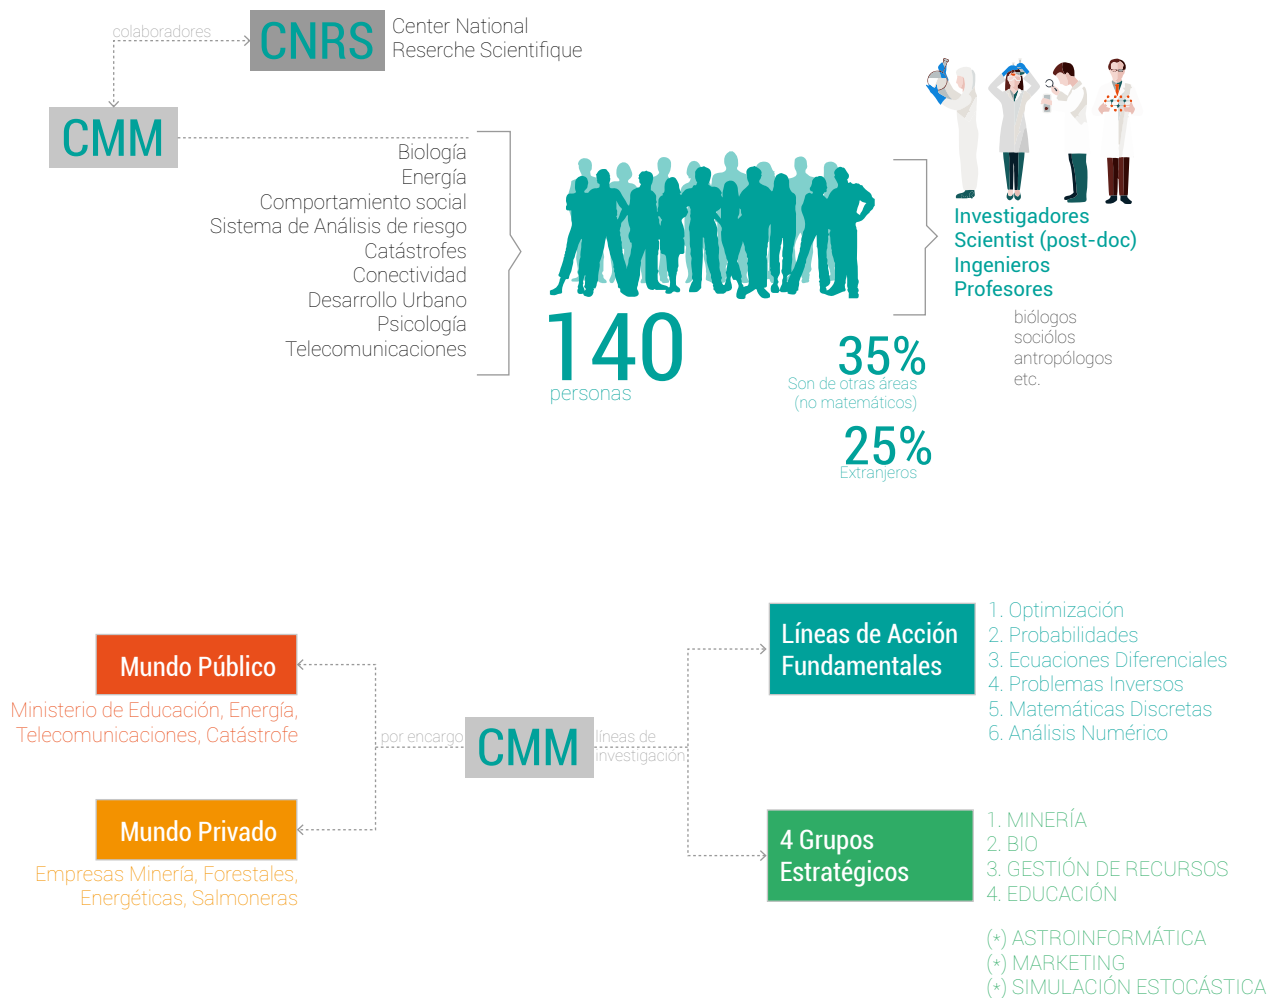 colaboradores
CNRS
Center National
Reserche Scientifique
CMM
Biología
Energía
Comportamiento social
Sistema de Análisis de riesgo
Catástrofes
Conectividad
Desarrollo Urbano
Psicología
Telecomunicaciones
140
personas
35%
Son de otras áreas
(no matemáticos)
25%
Extranjeros
Investigadores
Scientist (post-doc)
Ingenieros
Profesores
biólogos
sociólos
antropólogos
etc.
Mundo Público
Ministerio de Educación, Energía,
Telecomunicaciones, Catástrofe
Mundo Privado
Empresas Minería, Forestales,
Energéticas, Salmoneras
por encargo
CMM
líneas de
investigación
Líneas de Acción
Fundamentales
1. Optimización
2. Probabilidades
3. Ecuaciones Diferenciales
4. Problemas Inversos
5. Matemáticas Discretas
6. Análisis Numérico
4 Grupos
Estratégicos
1. MINERÍA
2. BIO
3. GESTIÓN DE RECURSOS
4. EDUCACIÓN
(*) ASTROINFORMÁTICA
(*) MARKETING
(*) SIMULACIÓN ESTOCÁSTICA